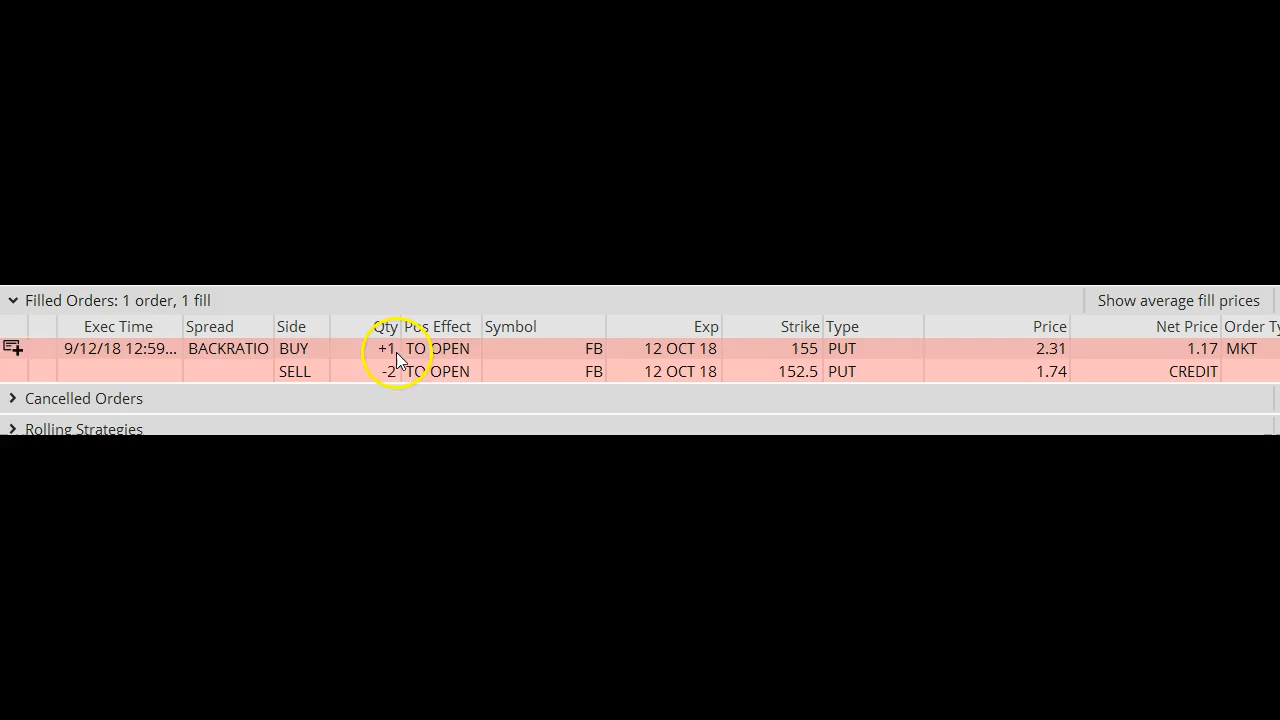 Filled Orders: 1 order, 1 fill Show average fill prices
Exec Time Spread Side Qty Pos Effect Symbol Exp Strike Type Price Net Price Order Ty
9/12/18 12:59... BACKRATIO BUY +1 TO OPEN FB 12 OCT 18 155 PUT 2.31 1.17 MKT
SELL -2 TO OPEN FB 12 OCT 18 152.5 PUT 1.74 CREDIT
Cancelled Orders
Rolling Strategies